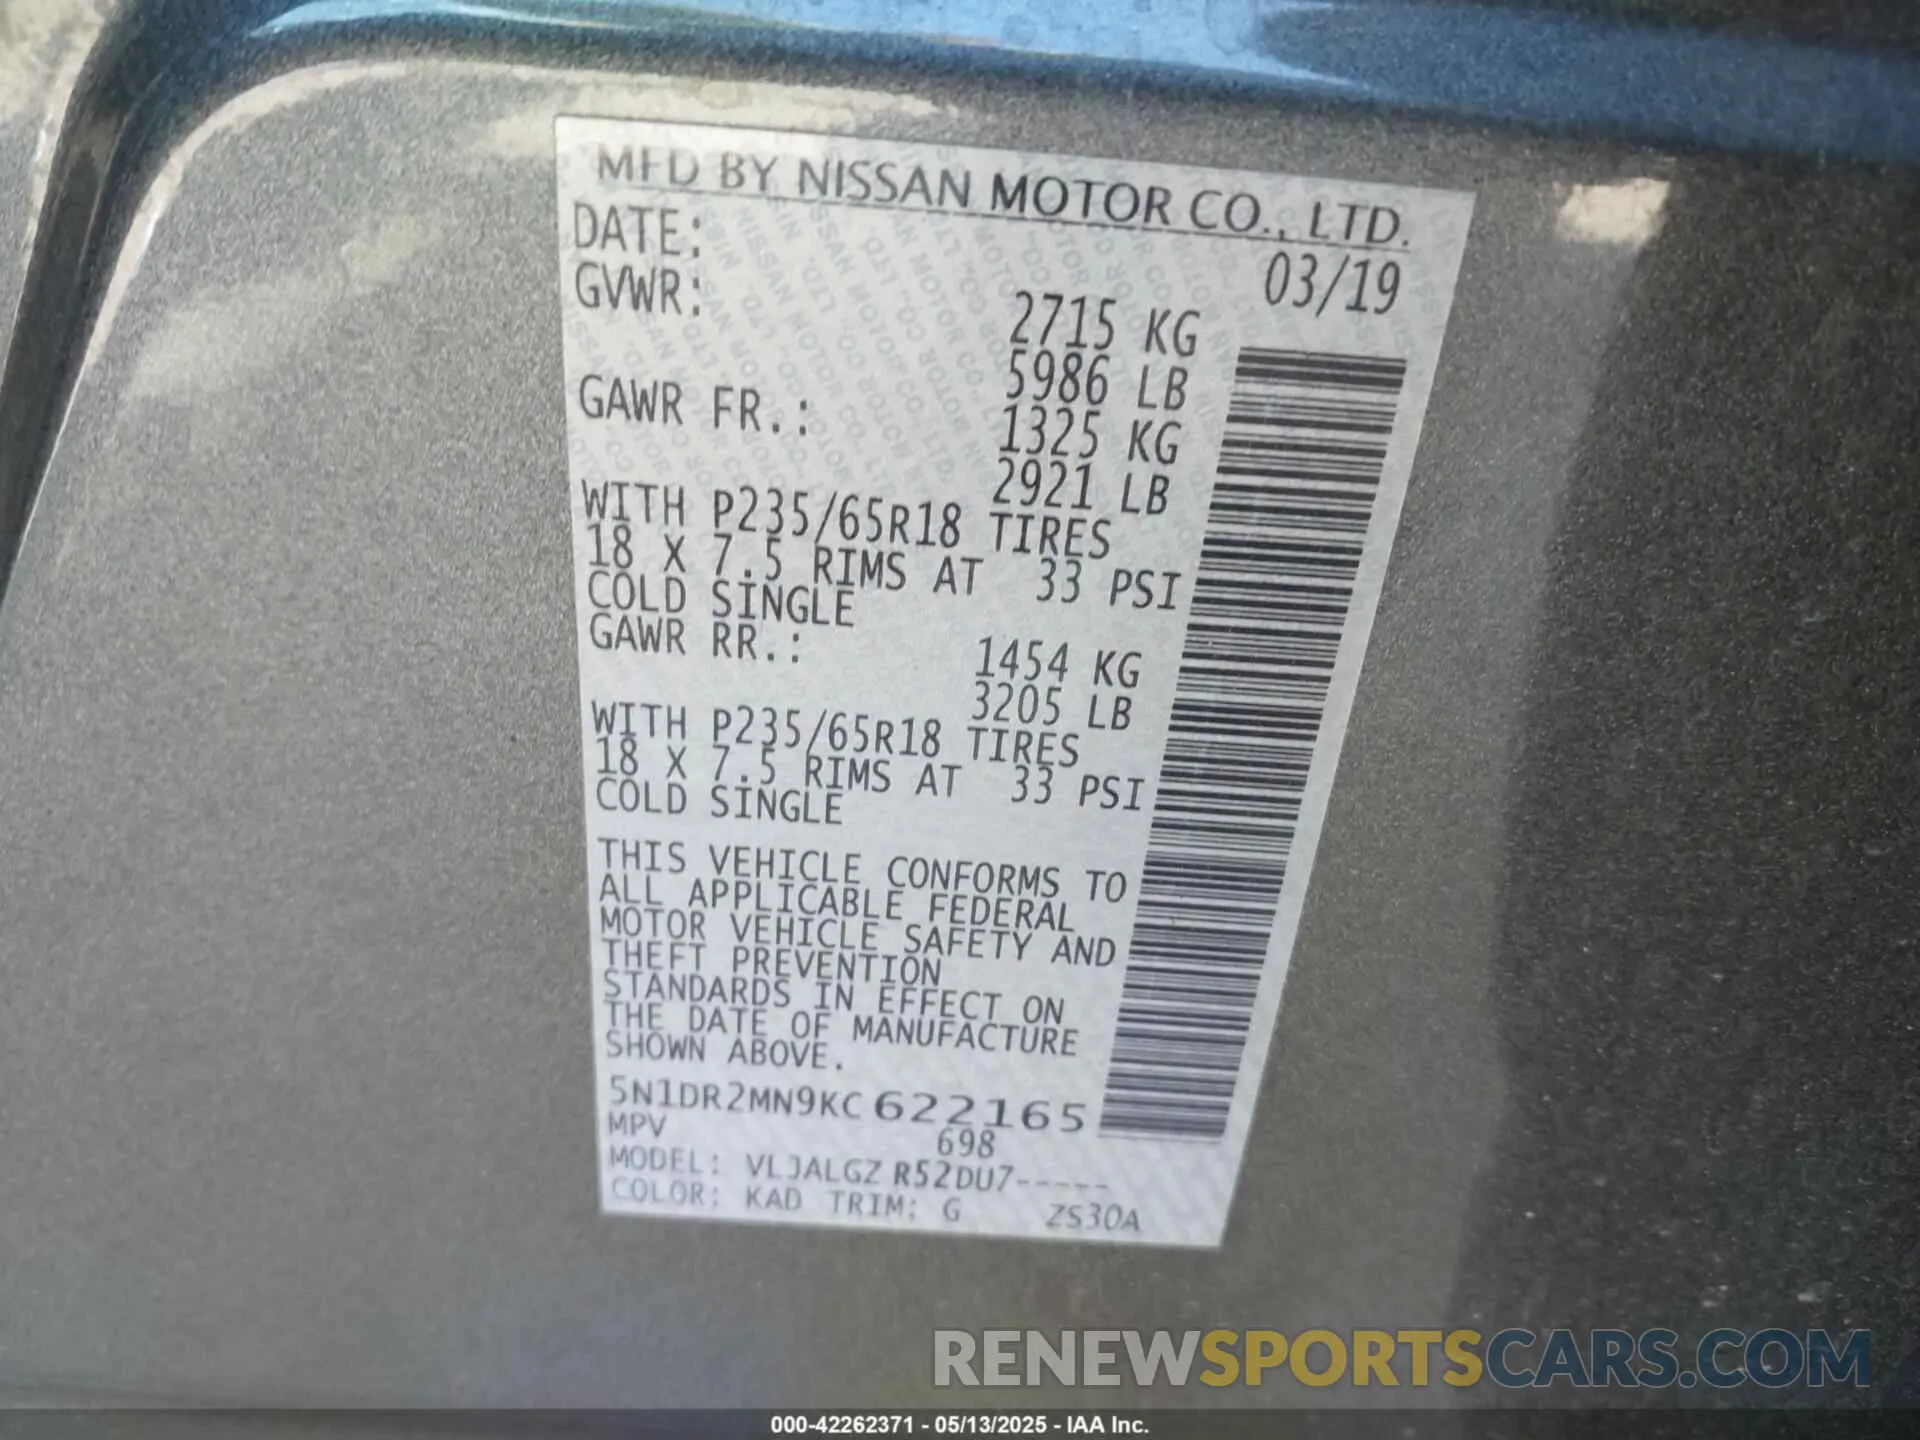 MFD BY NISSAN MOTOR CO., LTD.
DATE: 03/19
GVWR: 2715 KG
5986 LB
GAWR FR.: 1325 KG
2921 LB
WITH P235/65R18 TIRES
18 X 7.5 RIMS AT 33 PSI
COLD SINGLE
GAWR RR.: 1454 KG
3205 LB
WITH P235/65R18 TIRES
18 X 7.5 RIMS AT 33 PSI
COLD SINGLE
THIS VEHICLE CONFORMS TO
ALL APPLICABLE FEDERAL
MOTOR VEHICLE SAFETY AND
THEFT PREVENTION
STANDARDS IN EFFECT ON
THE DATE OF MANUFACTURE
SHOWN ABOVE.
5N1DR2MN9KC622165
MPV 698
MODEL: VLJALGZ R52DU7-----
COLOR: KAD TRIM: G ZS30A
RENEWSPORTSCARS.COM
000-42262371 - 05/13/2025 - IAA Inc.